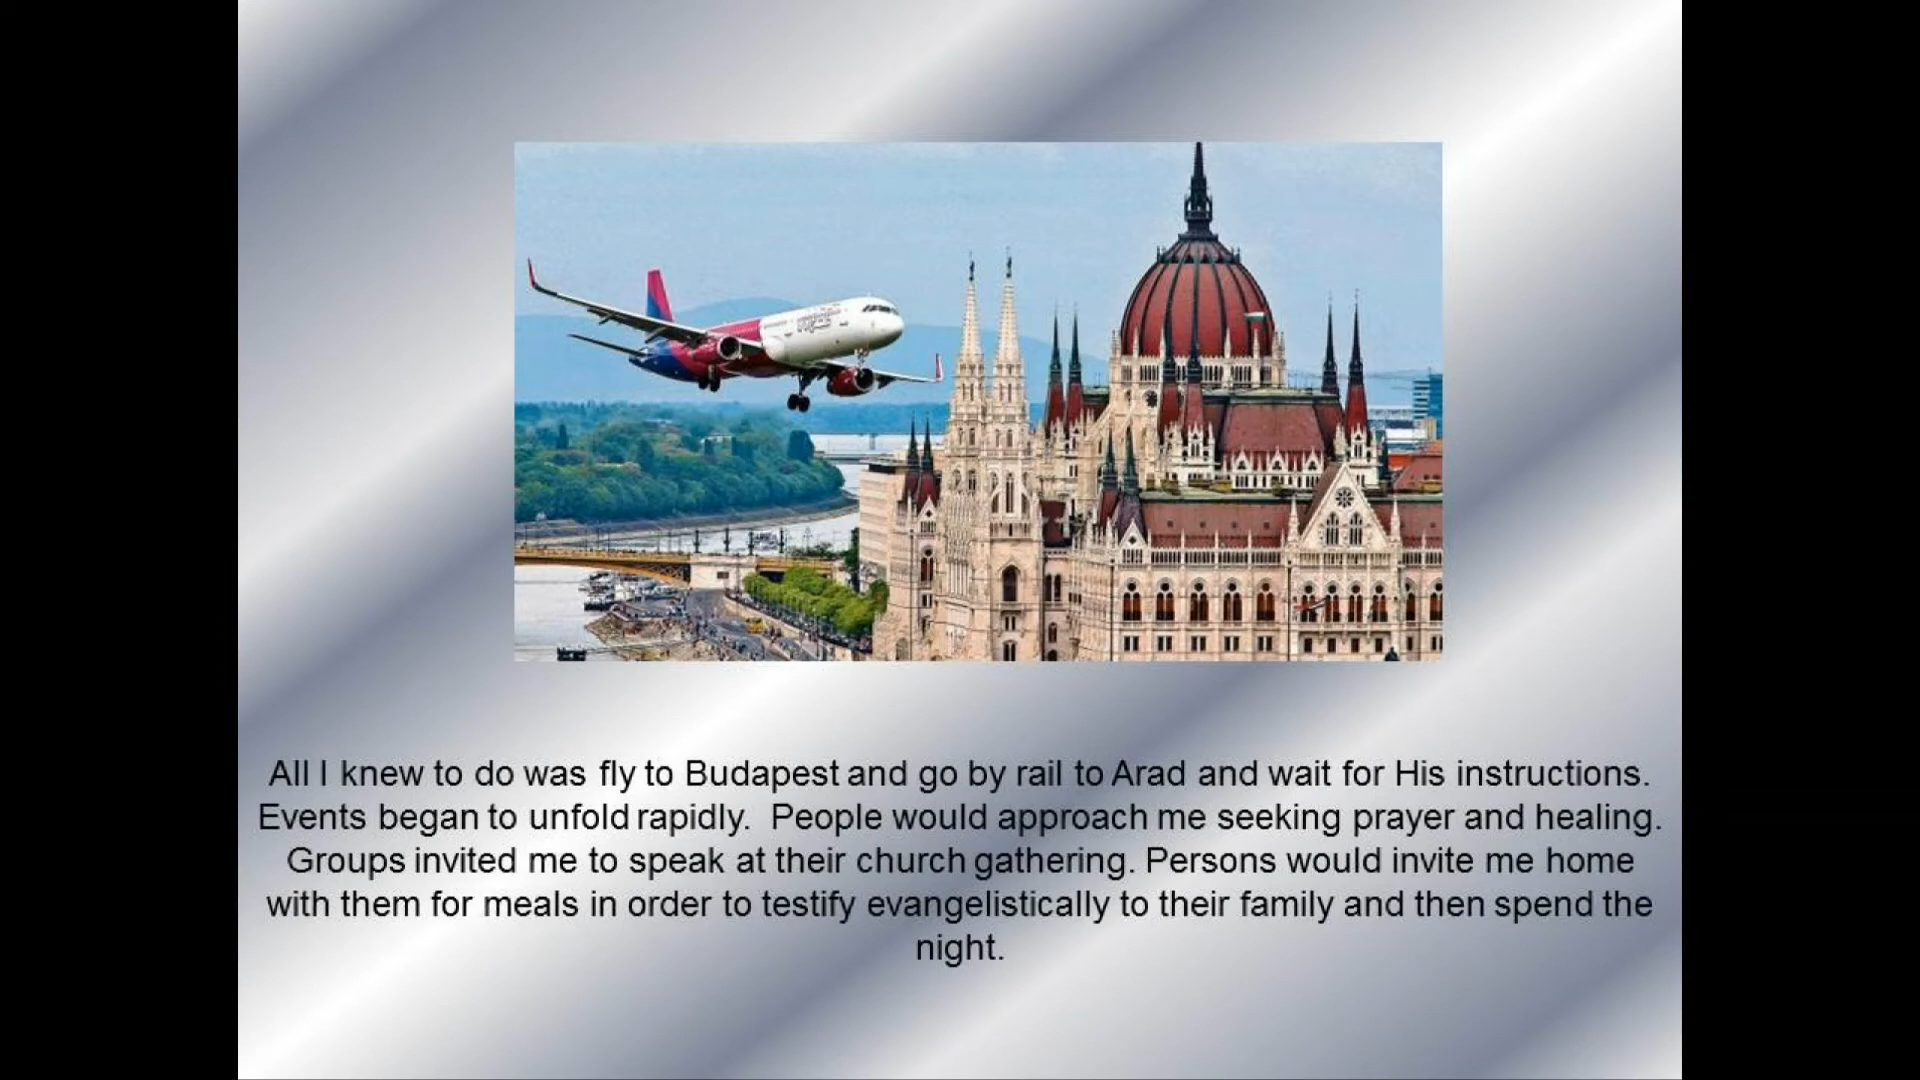 All I knew to do was fly to Budapest and go by rail to Arad and wait for His instructions.
Events began to unfold rapidly.  People would approach me seeking prayer and healing.
Groups invited me to speak at their church gathering. Persons would invite me home
with them for meals in order to testify evangelistically to their family and then spend the
night.